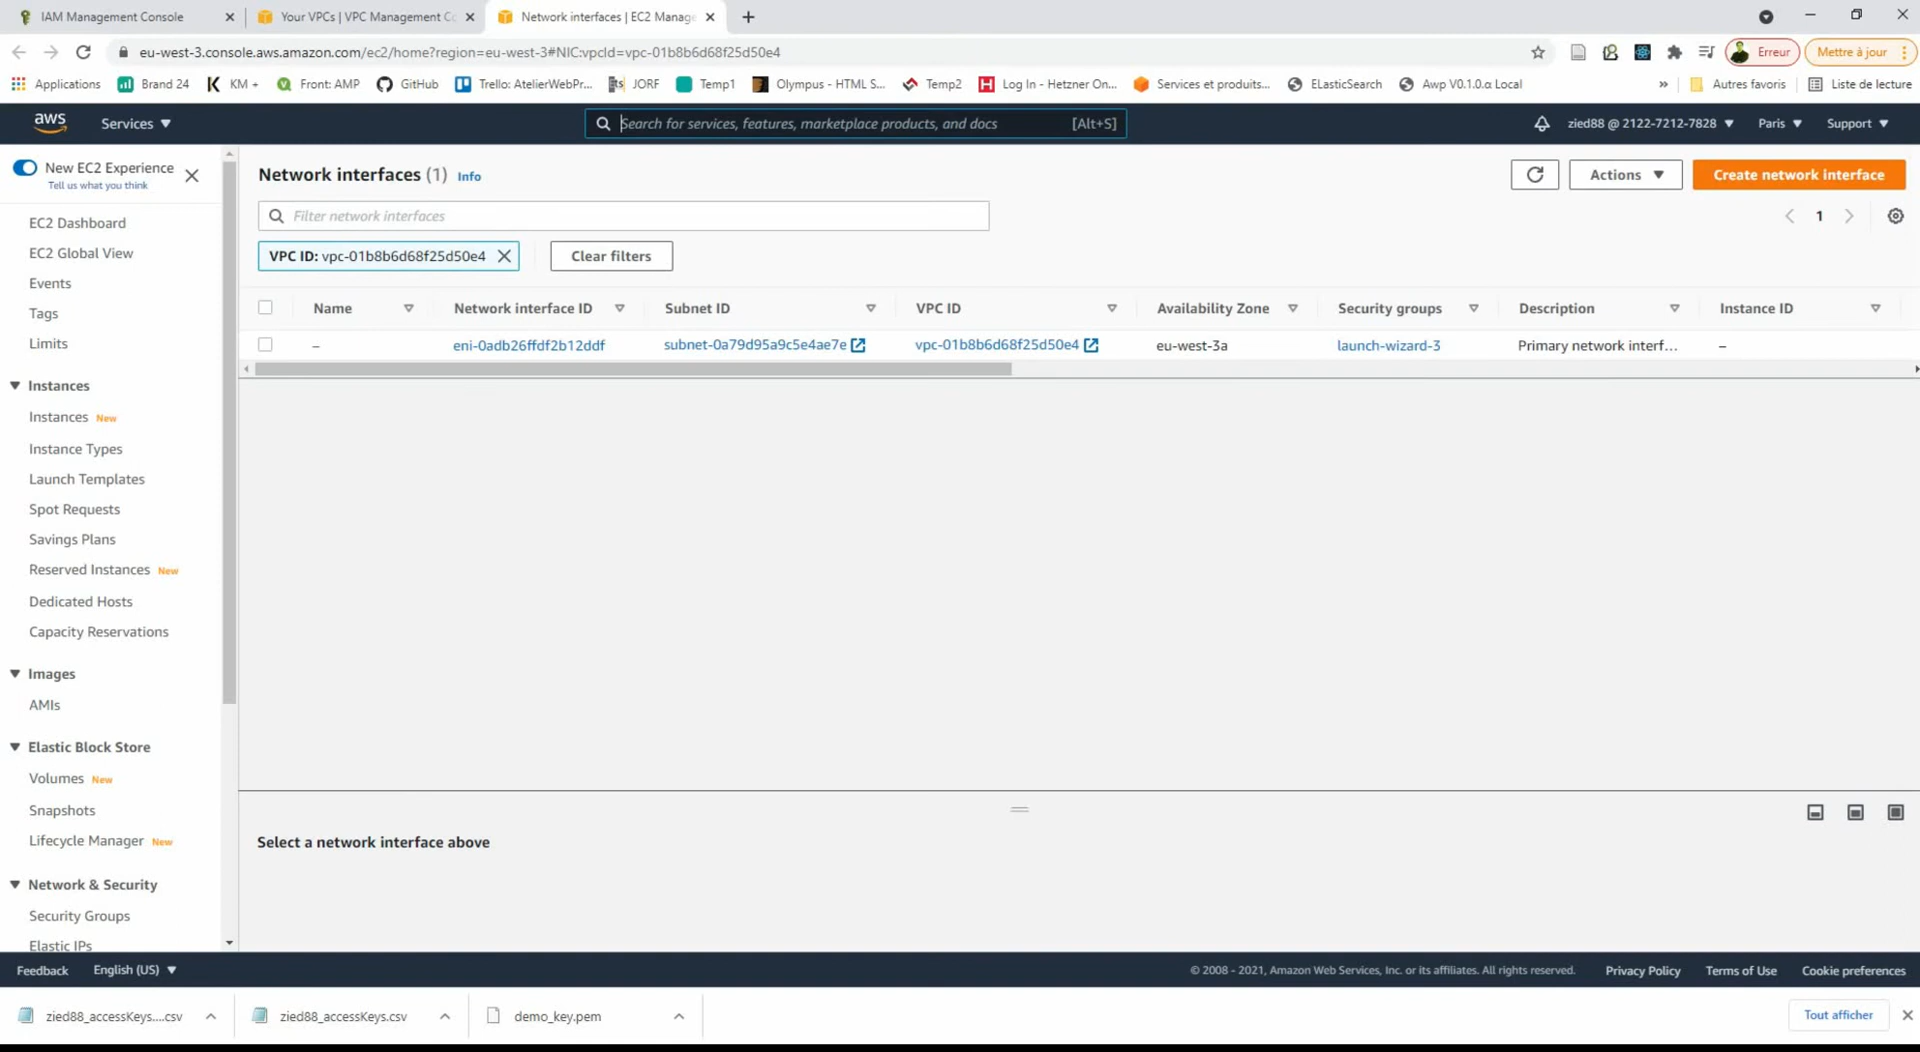 IAM Management Console
Your VPCs | VPC Management Co
Network interfaces | EC2 Manage
eu-west-3.console.aws.amazon.com/ec2/home?region=eu-west-3#NIC:vpcId=vpc-01b8b6d68f25d50e4
Erreur
Mettre à jour
Applications
Brand 24
KM +
Front: AMP
GitHub
Trello: AtelierWebPr...
JORF
Temp1
Olympus - HTML S...
Temp2
Log In - Hetzner On...
Services et produits...
ELasticSearch
Awp V0.1.0.α Local
»
Autres favoris
Liste de lecture
aws
Services
Search for services, features, marketplace products, and docs
[Alt+S]
zied88 @ 2122-7212-7828
Paris
Support
New EC2 Experience
Tell us what you think
EC2 Dashboard
EC2 Global View
Events
Tags
Limits
Instances
Instances New
Instance Types
Launch Templates
Spot Requests
Savings Plans
Reserved Instances New
Dedicated Hosts
Capacity Reservations
Images
AMIs
Elastic Block Store
Volumes New
Snapshots
Lifecycle Manager New
Network & Security
Security Groups
Elastic IPs
Network interfaces (1) Info
Actions
Create network interface
Filter network interfaces
1
VPC ID: vpc-01b8b6d68f25d50e4
Clear filters
Name
Network interface ID
Subnet ID
VPC ID
Availability Zone
Security groups
Description
Instance ID
–
eni-0adb26ffdf2b12ddf
subnet-0a79d95a9c5e4ae7e
vpc-01b8b6d68f25d50e4
eu-west-3a
launch-wizard-3
Primary network interf...
–
Select a network interface above
Feedback
English (US)
© 2008 - 2021, Amazon Web Services, Inc. or its affiliates. All rights reserved.
Privacy Policy
Terms of Use
Cookie preferences
zied88_accessKeys....csv
zied88_accessKeys.csv
demo_key.pem
Tout afficher